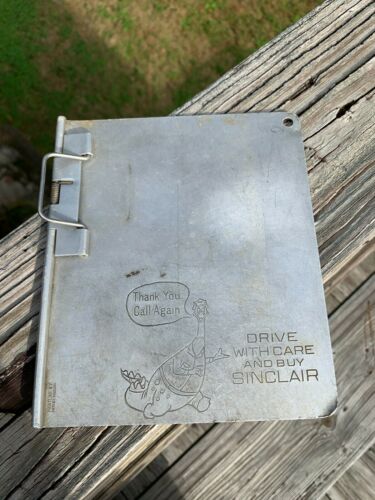 Thank You
Call Again
DRIVE
WITH CARE
AND BUY
SINCLAIR